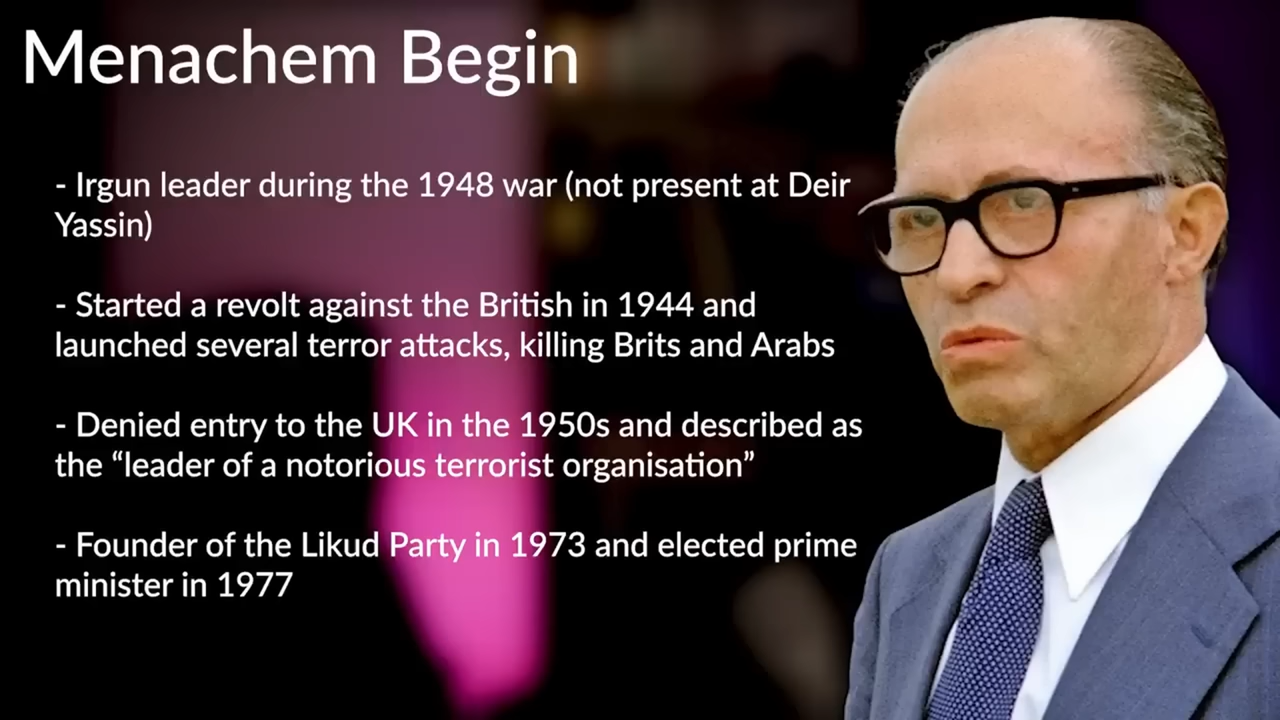 Menachem Begin
- Irgun leader during the 1948 war (not present at Deir
Yassin)
- Started a revolt against the British in 1944 and
launched several terror attacks, killing Brits and Arabs
- Denied entry to the UK in the 1950s and described as
the “leader of a notorious terrorist organisation”
- Founder of the Likud Party in 1973 and elected prime
minister in 1977